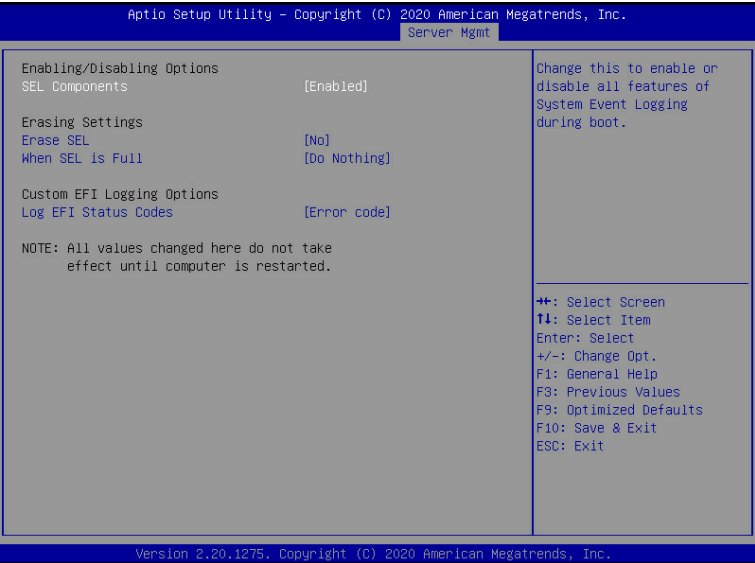 Aptio Setup Utility – Copyright (C) 2020 American Megatrends, Inc.
Server Mgmt
Enabling/Disabling Options
SEL Components [Enabled]
Erasing Settings
Erase SEL [No]
When SEL is Full [Do Nothing]
Custom EFI Logging Options
Log EFI Status Codes [Error code]
NOTE: All values changed here do not take
effect until computer is restarted.
Change this to enable or
disable all features of
System Event Logging
during boot.
→←: Select Screen
↑↓: Select Item
Enter: Select
+/-: Change Opt.
F1: General Help
F3: Previous Values
F9: Optimized Defaults
F10: Save & Exit
ESC: Exit
Version 2.20.1275. Copyright (C) 2020 American Megatrends, Inc.